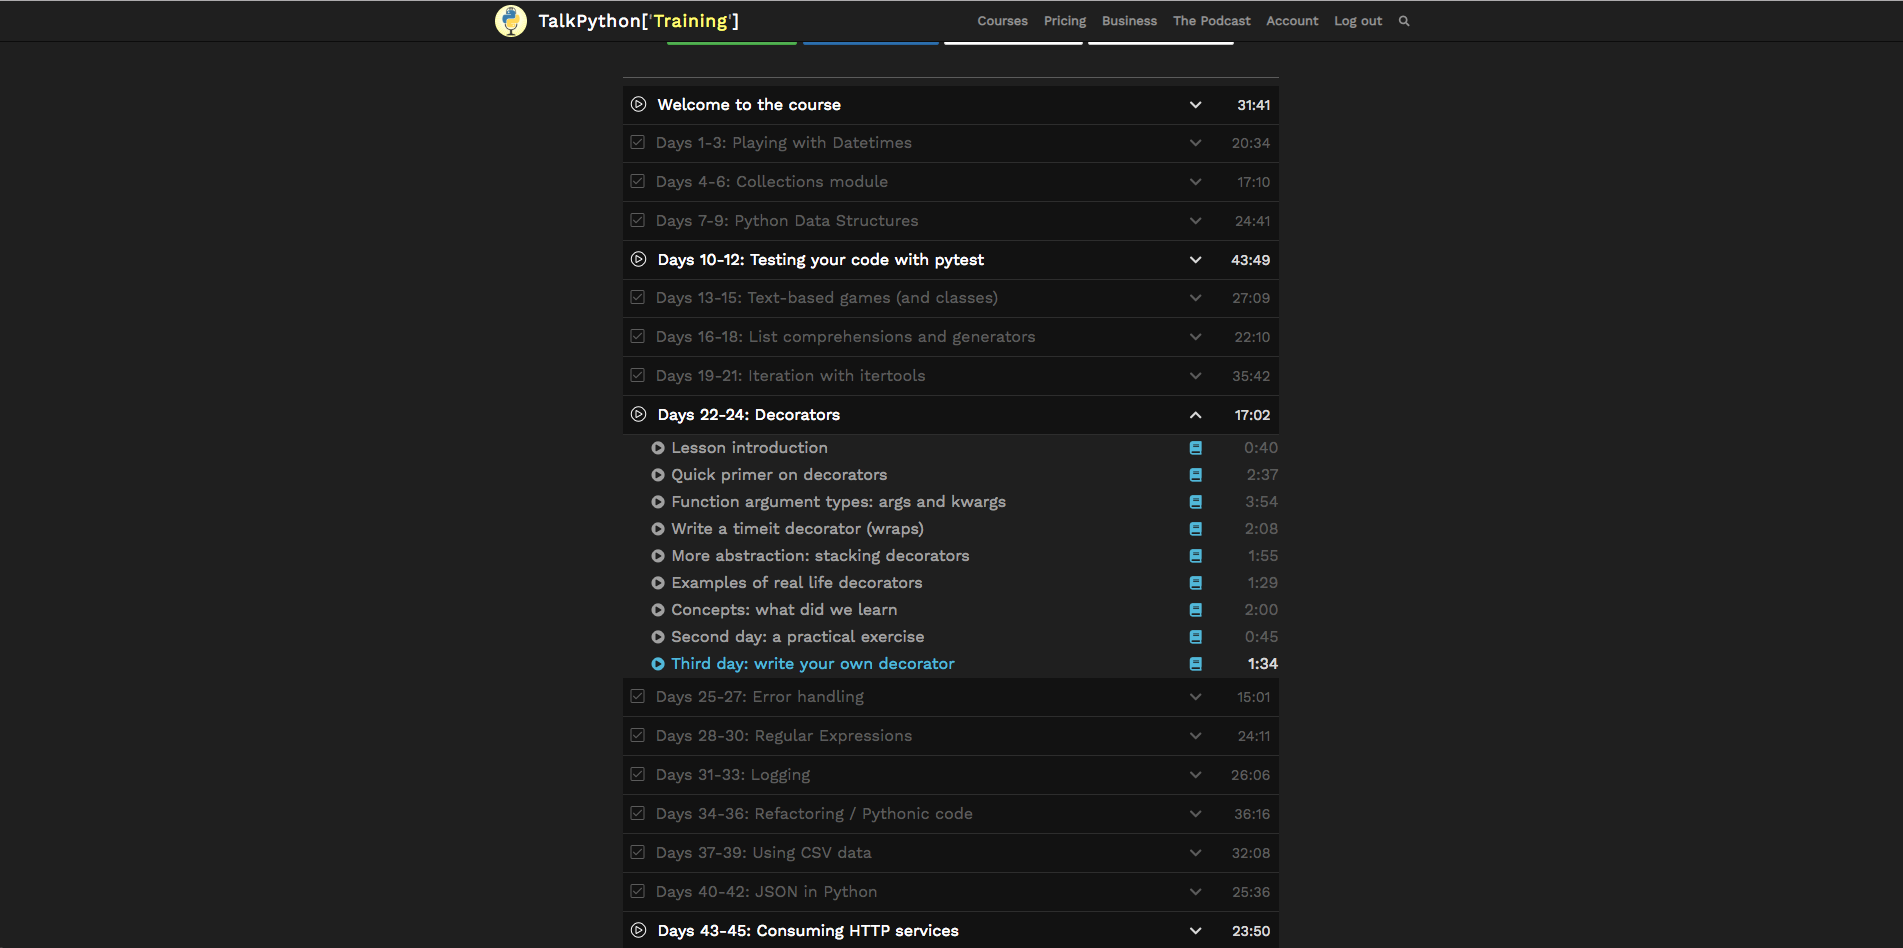 TalkPython['Training'] Courses Pricing Business The Podcast Account Log out
Welcome to the course 31:41
Days 1-3: Playing with Datetimes 20:34
Days 4-6: Collections module 17:10
Days 7-9: Python Data Structures 24:41
Days 10-12: Testing your code with pytest 43:49
Days 13-15: Text-based games (and classes) 27:09
Days 16-18: List comprehensions and generators 22:10
Days 19-21: Iteration with itertools 35:42
Days 22-24: Decorators 17:02
Lesson introduction 0:40
Quick primer on decorators 2:37
Function argument types: args and kwargs 3:54
Write a timeit decorator (wraps) 2:08
More abstraction: stacking decorators 1:55
Examples of real life decorators 1:29
Concepts: what did we learn 2:00
Second day: a practical exercise 0:45
Third day: write your own decorator 1:34
Days 25-27: Error handling 15:01
Days 28-30: Regular Expressions 24:11
Days 31-33: Logging 26:06
Days 34-36: Refactoring / Pythonic code 36:16
Days 37-39: Using CSV data 32:08
Days 40-42: JSON in Python 25:36
Days 43-45: Consuming HTTP services 23:50